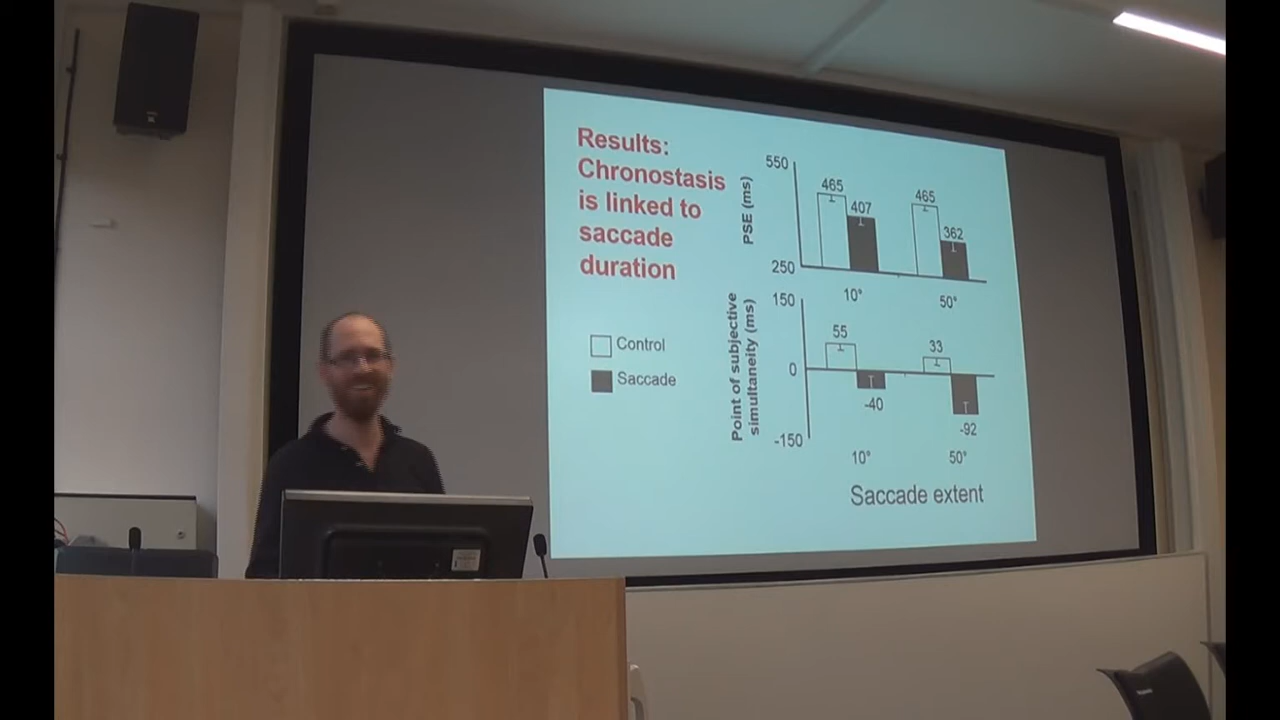 Results:
Chronostasis
is linked to
saccade
duration
Control
Saccade
PSE (ms)
550
250
465
407
465
362
10°
50°
Point of subjective
simultaneity (ms)
150
0
-150
55
-40
33
-92
10°
50°
Saccade extent